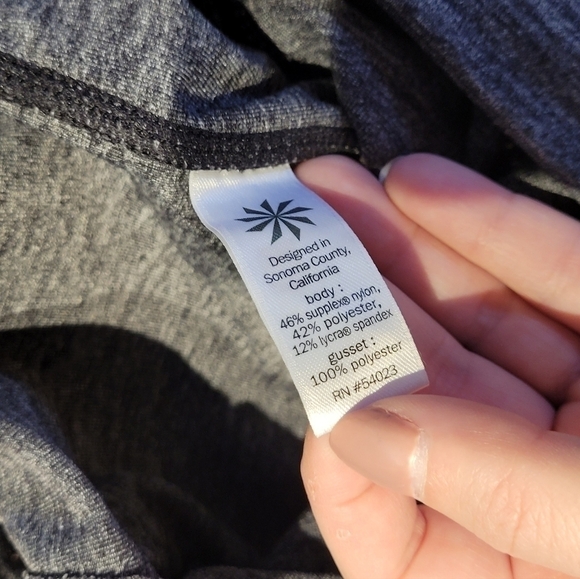 Designed in
Sonoma County,
California
body :
46% supplex® nylon,
42% polyester,
12% lycra® spandex
gusset :
100% polyester
RN #54023